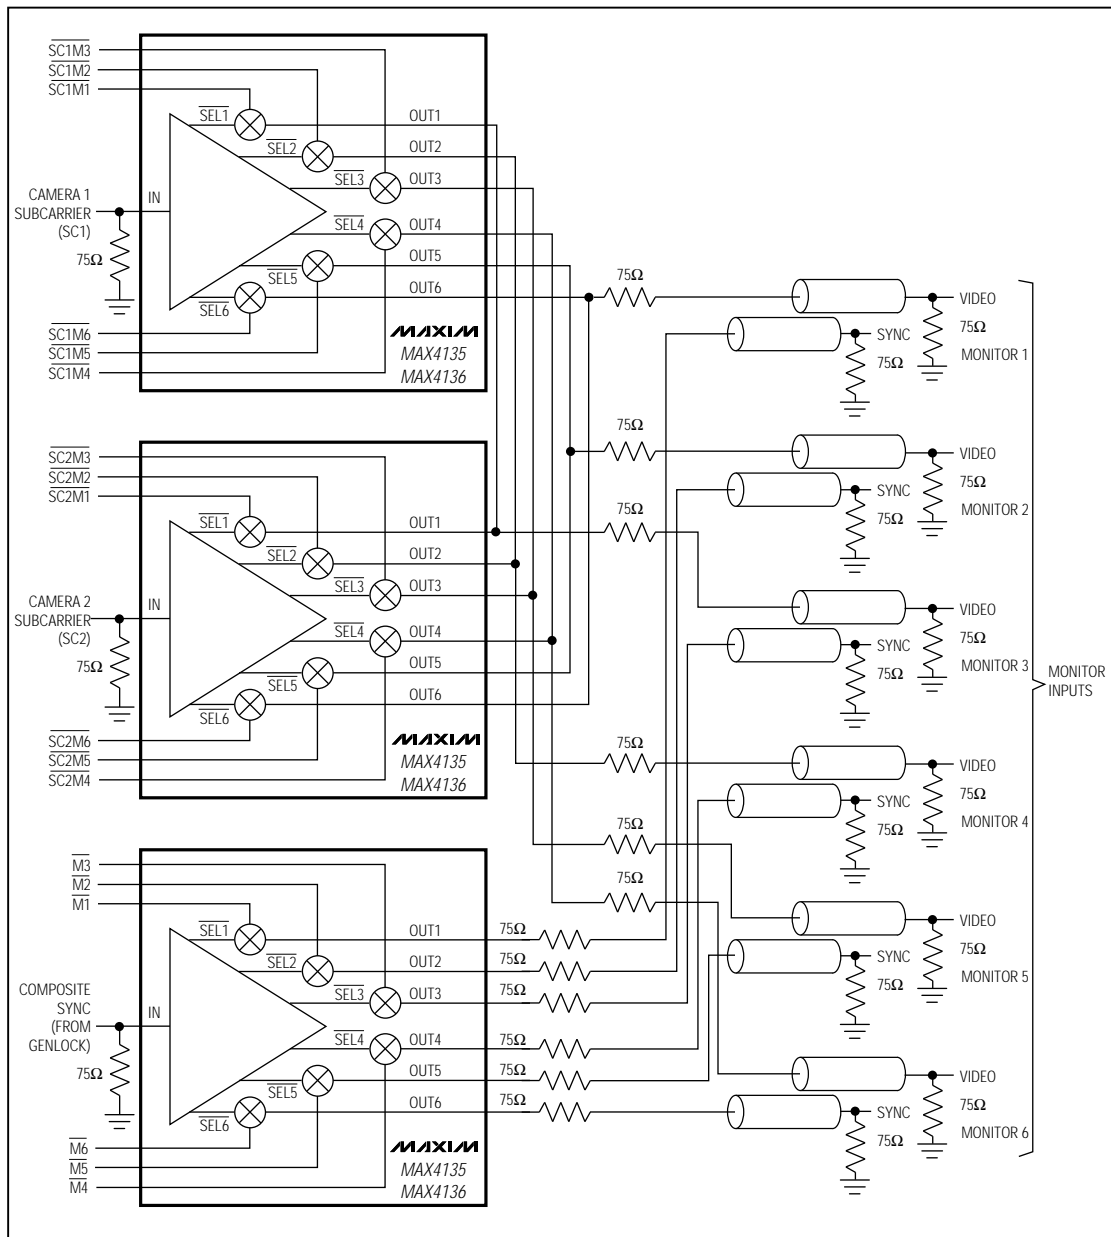 SC1M3
SC1M2
SC1M1
SEL1
OUT1
SEL2
OUT2
SEL3
OUT3
CAMERA 1
SUBCARRIER
(SC1)
IN
75Ω
SEL4
OUT4
SEL5
OUT5
SEL6
OUT6
SC1M6
SC1M5
SC1M4
MAXIM
MAX4135
MAX4136
75Ω
VIDEO
75Ω
SYNC
75Ω
MONITOR 1
SC2M3
SC2M2
SC2M1
SEL1
OUT1
SEL2
OUT2
SEL3
OUT3
CAMERA 2
SUBCARRIER
(SC2)
IN
75Ω
SEL4
OUT4
SEL5
OUT5
SEL6
OUT6
SC2M6
SC2M5
SC2M4
MAXIM
MAX4135
MAX4136
75Ω
VIDEO
75Ω
SYNC
75Ω
MONITOR 2
75Ω
VIDEO
75Ω
SYNC
75Ω
MONITOR 3
MONITOR
INPUTS
75Ω
VIDEO
75Ω
SYNC
75Ω
MONITOR 4
M3
M2
M1
SEL1
OUT1
75Ω
SEL2
OUT2
75Ω
SEL3
OUT3
75Ω
COMPOSITE
SYNC
(FROM
GENLOCK)
IN
75Ω
SEL4
OUT4
75Ω
SEL5
OUT5
75Ω
SEL6
OUT6
75Ω
M6
M5
M4
MAXIM
MAX4135
MAX4136
75Ω
75Ω
VIDEO
75Ω
SYNC
75Ω
MONITOR 5
VIDEO
75Ω
SYNC
75Ω
MONITOR 6